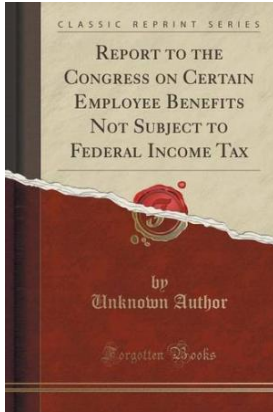 CLASSIC REPRINT SERIES
REPORT TO THE
CONGRESS ON CERTAIN
EMPLOYEE BENEFITS
NOT SUBJECT TO
FEDERAL INCOME TAX
by
Unknown Author
Forgotten Books